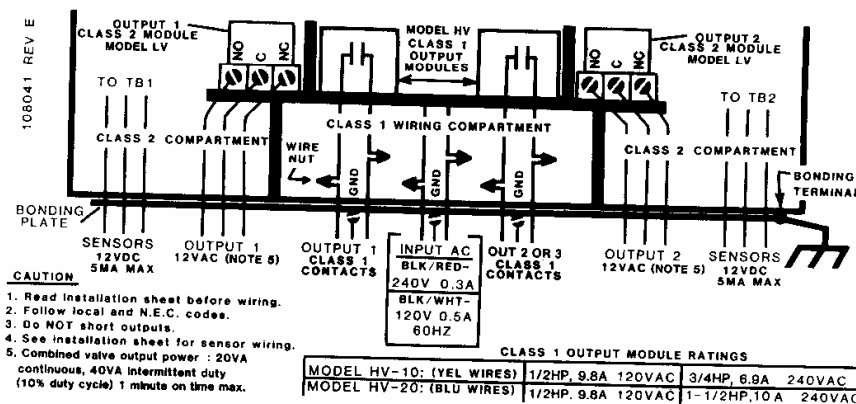 108041 REV E
OUTPUT 1
CLASS 2 MODULE
MODEL LV
NO C NC
MODEL HV
CLASS 1
OUTPUT
MODULES
OUTPUT 2
CLASS 2 MODULE
MODEL LV
NO C NC
TO TB1
TO TB2
CLASS 2 COMPARTMENT
CLASS 1 WIRING COMPARTMENT
CLASS 2 COMPARTMENT
WIRE
NUT
GND
GND
GND
BONDING
TERMINAL
BONDING
PLATE
SENSORS
12VDC
5MA MAX
OUTPUT 1
12VAC (NOTE 5)
OUTPUT 1
CLASS 1
CONTACTS
INPUT AC
BLK/RED-
240V 0.3A
BLK/WHT-
120V 0.5A
60HZ
OUT 2 OR 3
CLASS 1
CONTACTS
OUTPUT 2
12VAC (NOTE 5)
SENSORS
12VDC
5MA MAX
CAUTION
1. Read installation sheet before wiring.
2. Follow local and N.E.C. codes.
3. Do NOT short outputs.
4. See installation sheet for sensor wiring.
5. Combined valve output power : 20VA
continuous, 40VA intermittent duty
(10% duty cycle) 1 minute on time max.
CLASS 1 OUTPUT MODULE RATINGS
MODEL HV-10: (YEL WIRES) 1/2HP, 9.8A 120VAC 3/4HP, 6.9A 240VAC
MODEL HV-20: (BLU WIRES) 1/2HP, 9.8A 120VAC 1-1/2HP,10 A 240VAC